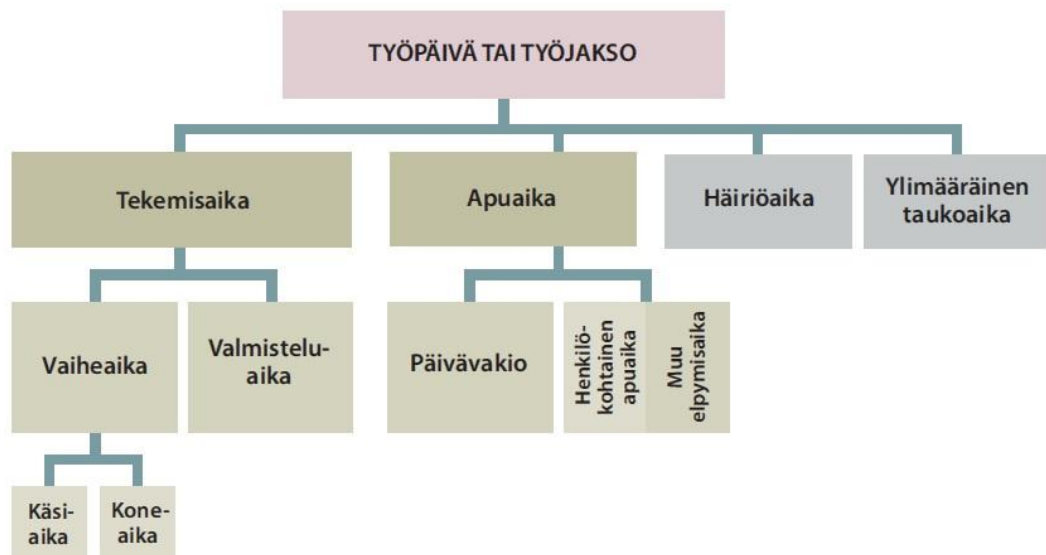 TYÖPÄIVÄ TAI TYÖJAKSO
Tekemisaika
Apuaika
Häiriöaika
Ylimääräinen
taukoaika
Vaiheaika
Valmistelu-
aika
Päivävakio
Henkilö-
kohtainen
apuaika
Muu
elpymisaika
Käsi-
aika
Kone-
aika